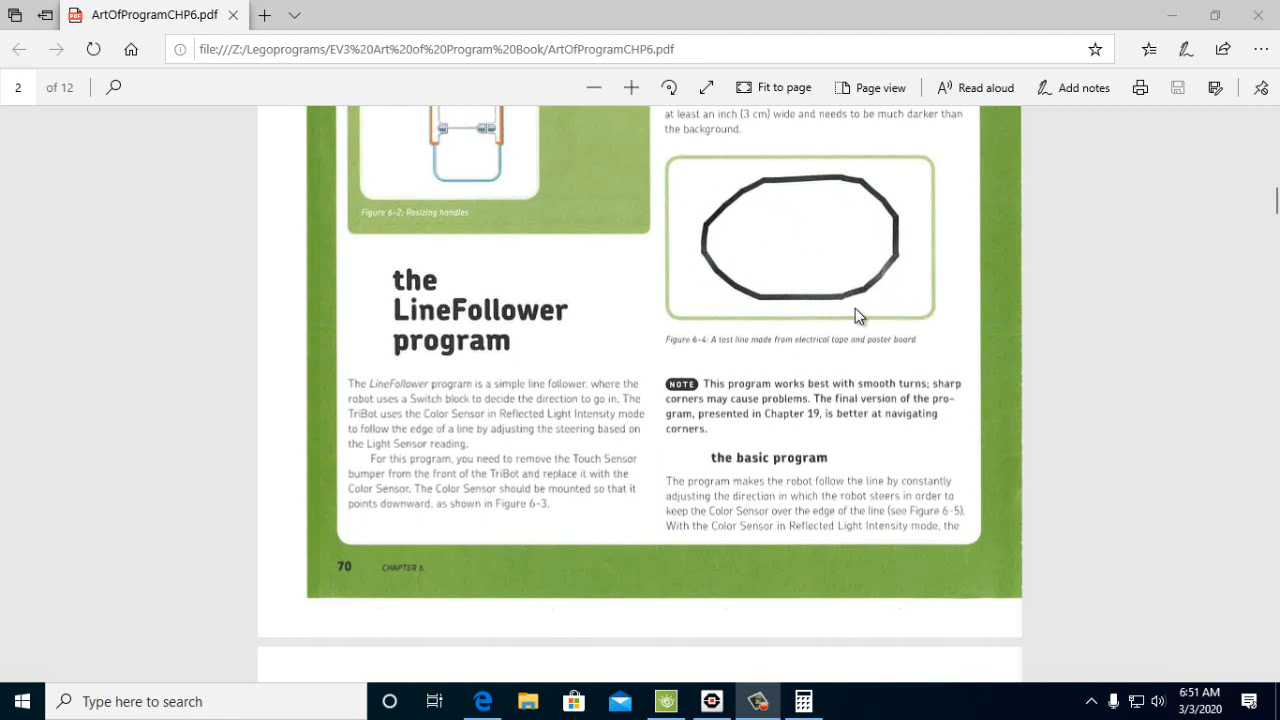 ArtOfProgramCHP6.pdf
file:///Z:/Legoprograms/EV3%20Art%20of%20Program%20Book/ArtOfProgramCHP6.pdf
2 of 12
Fit to page
Page view
Read aloud
Add notes
Figure 6-2: Resizing handles
the
LineFollower
program
The LineFollower program is a simple line follower, where the
robot uses a Switch block to decide the direction to go in. The
TriBot uses the Color Sensor in Reflected Light Intensity mode
to follow the edge of a line by adjusting the steering based on
the Light Sensor reading.
For this program, you need to remove the Touch Sensor
bumper from the front of the TriBot and replace it with the
Color Sensor. The Color Sensor should be mounted so that it
points downward, as shown in Figure 6-3.
at least an inch (3 cm) wide and needs to be much darker than
the background.
Figure 6-4: A test line made from electrical tape and poster board
NOTE This program works best with smooth turns; sharp
corners may cause problems. The final version of the pro-
gram, presented in Chapter 19, is better at navigating
corners.
the basic program
The program makes the robot follow the line by constantly
adjusting the direction in which the robot steers in order to
keep the Color Sensor over the edge of the line (see Figure 6-5).
With the Color Sensor in Reflected Light Intensity mode, the
70 CHAPTER 6
Type here to search
6:51 AM
3/3/2020